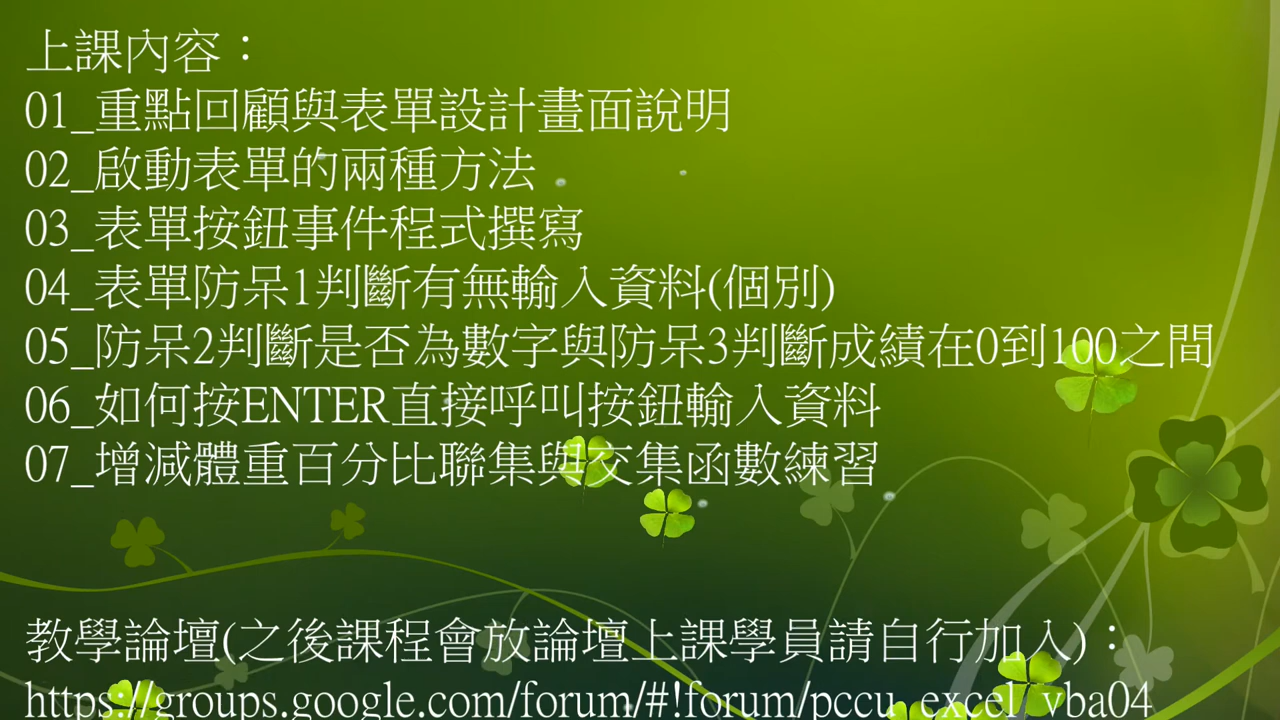 上課內容：
01_重點回顧與表單設計畫面說明
02_啟動表單的兩種方法
03_表單按鈕事件程式撰寫
04_表單防呆1判斷有無輸入資料(個別)
05_防呆2判斷是否為數字與防呆3判斷成績在0到100之間
06_如何按ENTER直接呼叫按鈕輸入資料
07_增減體重百分比聯集與交集函數練習
教學論壇(之後課程會放論壇上課學員請自行加入)：
https://groups.google.com/forum/#!forum/pccu_excel_vba04